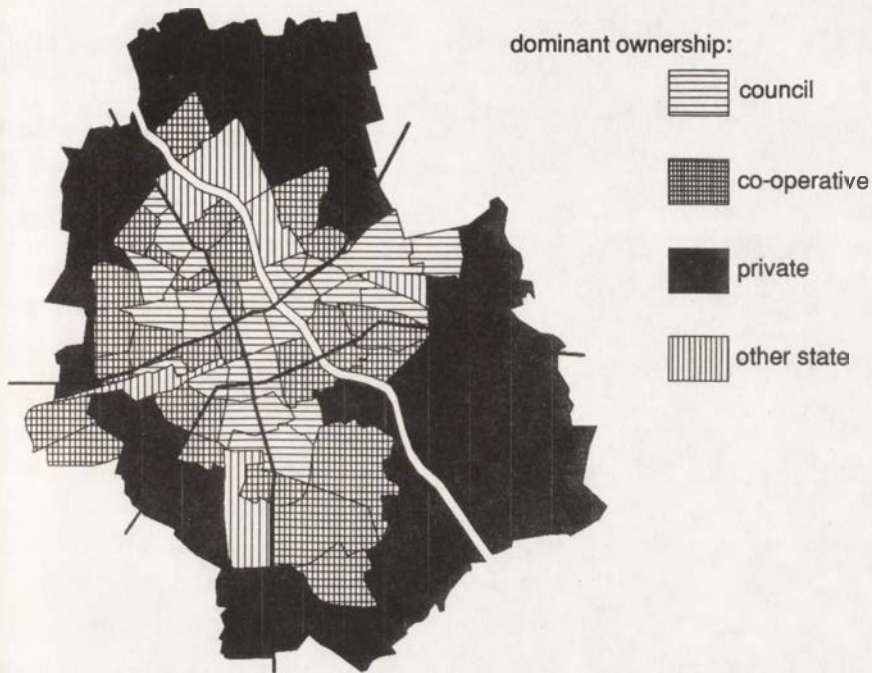 dominant ownership:
council
co-operative
private
other state